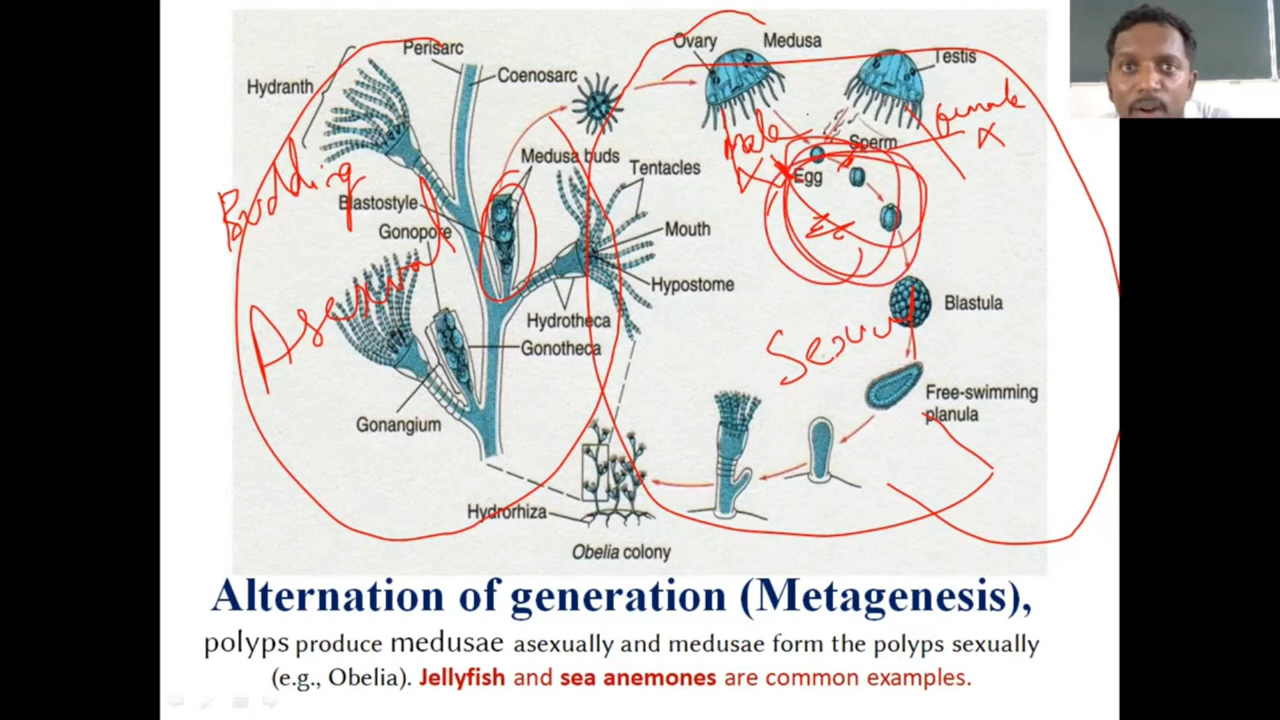 Perisarc
Hydranth
Coenosarc
Ovary
Medusa
Testis
Medusa buds
Tentacles
Male
female
Sperm
Egg
Budding
Blastostyle
Gonopore
Mouth
Hypostome
Asexual
Hydrotheca
Gonotheca
Blastula
Sexual
Gonangium
Free-swimming
planula
Hydrorhiza
Obelia colony
Alternation of generation (Metagenesis),
polyps produce medusae asexually and medusae form the polyps sexually
(e.g., Obelia). Jellyfish and sea anemones are common examples.